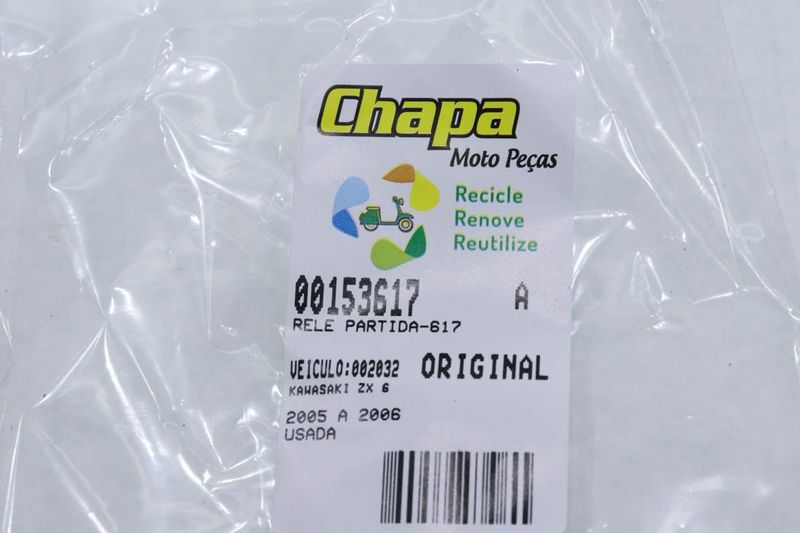 Chapa
Moto Peças
Recicle
Renove
Reutilize
00153617 A
RELE PARTIDA-617
VEICULO:002032 ORIGINAL
KAWASAKI ZX 6
2005 A 2006
USADA